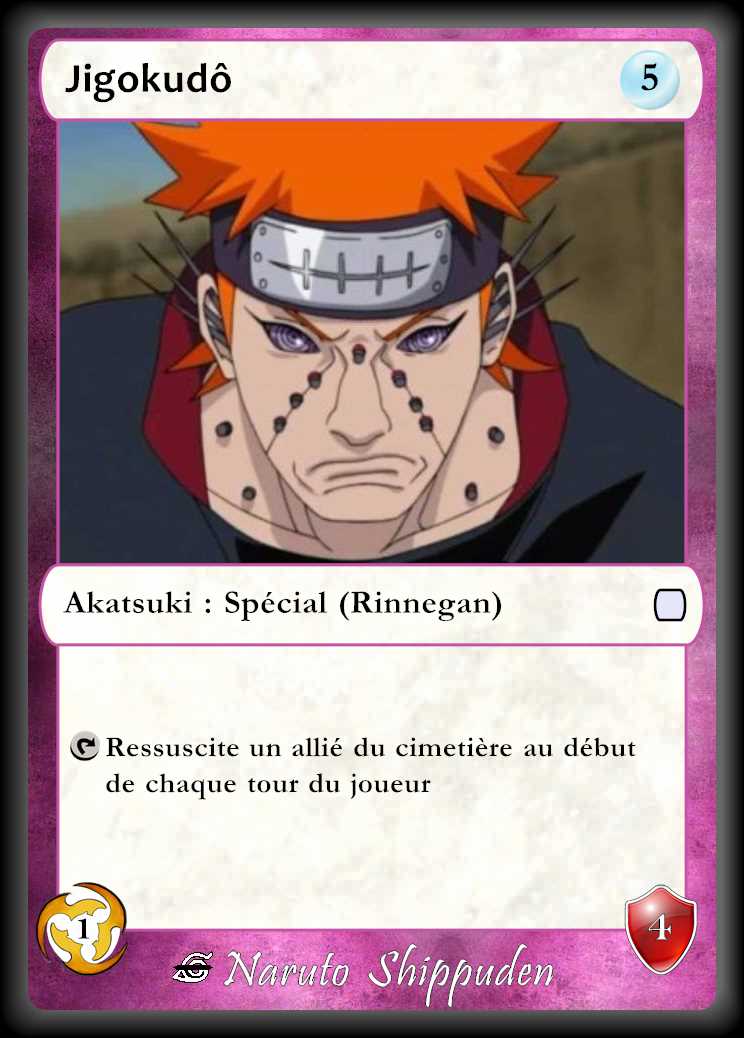 Jigokudô
5
Akatsuki : Spécial (Rinnegan)
Ressuscite un allié du cimetière au début
de chaque tour du joueur
1
4
Naruto Shippuden